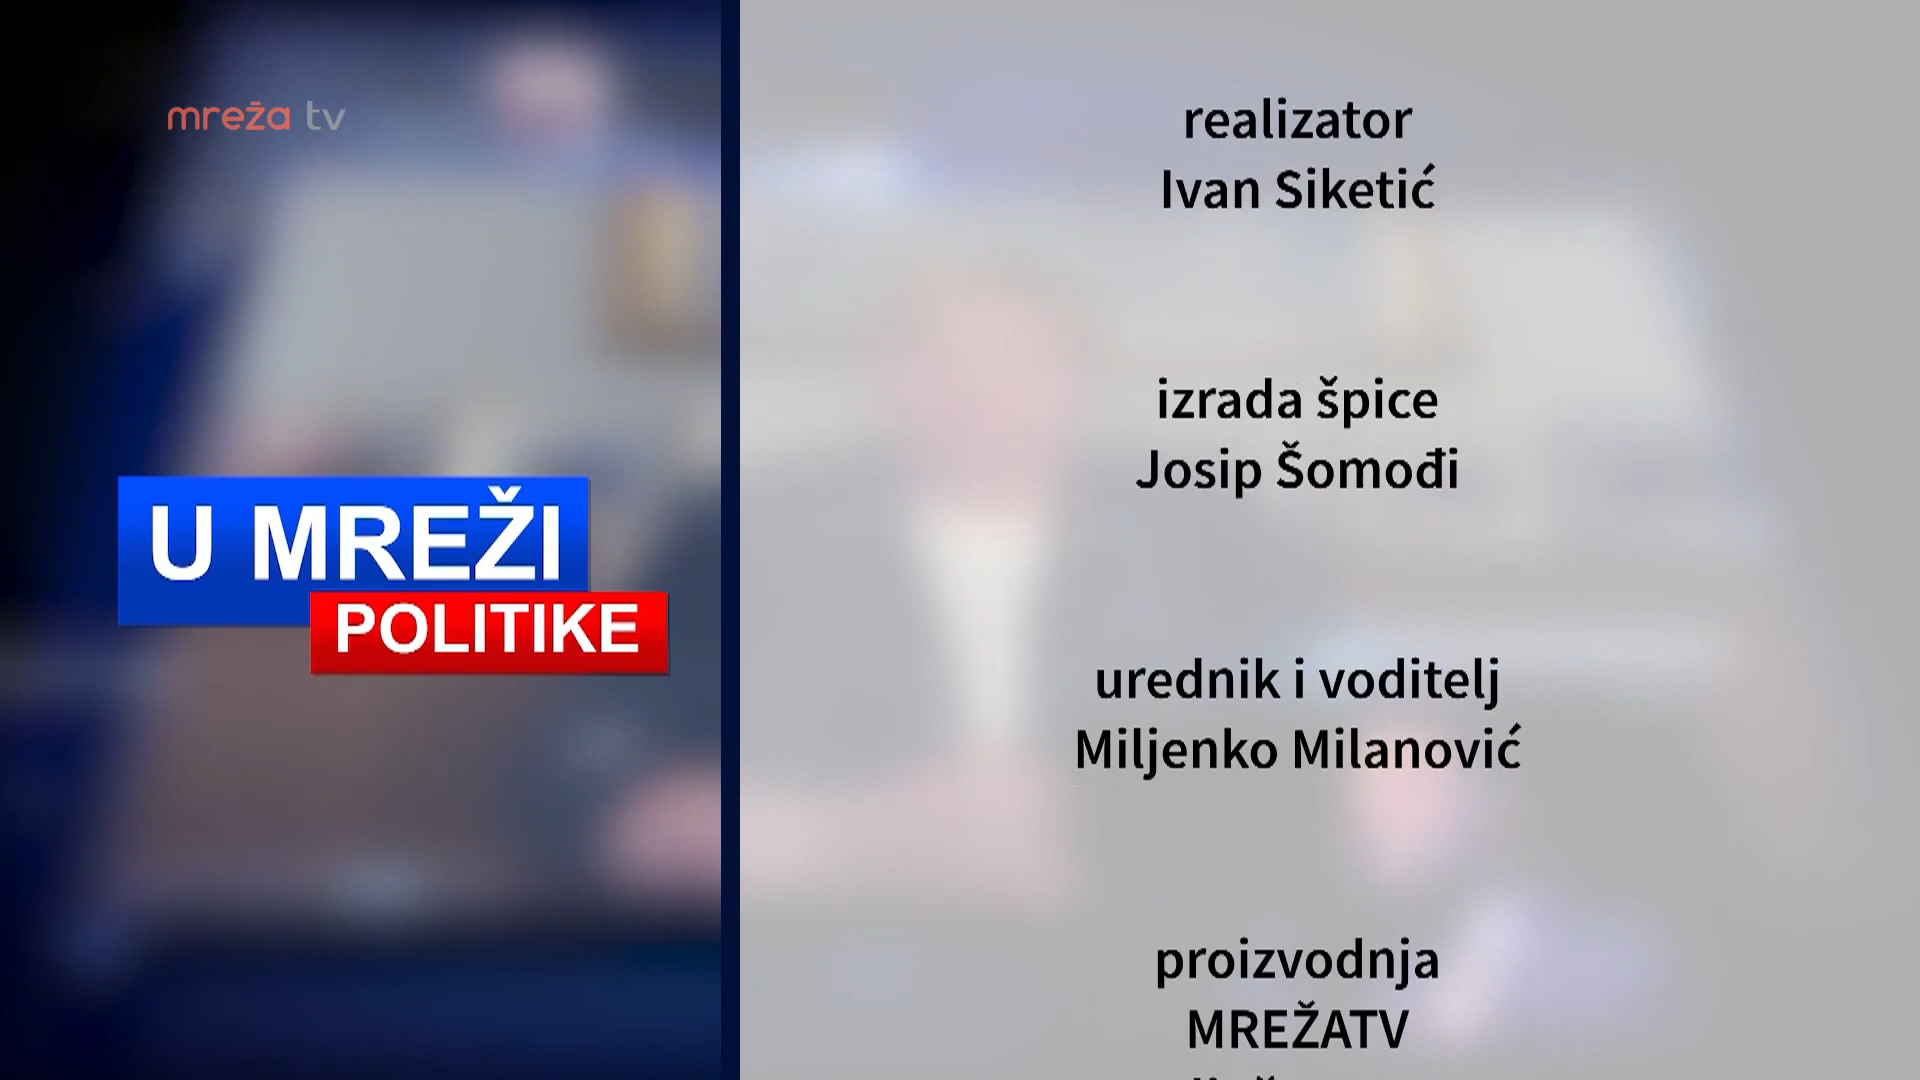 mreža tv
U MREŽI
POLITIKE
realizator
Ivan Siketić
izrada špice
Josip Šomođi
urednik i voditelj
Miljenko Milanović
proizvodnja
MREŽATV